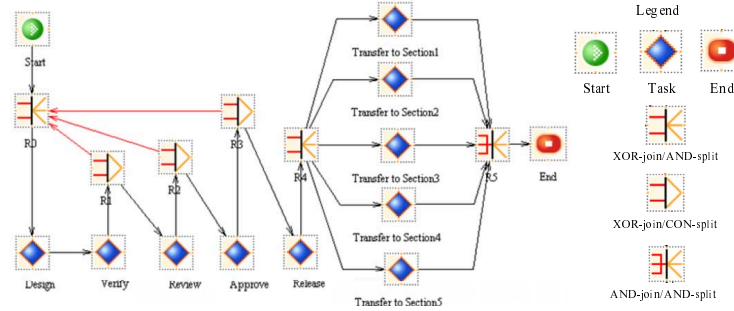 Legend
Start
Transfer to Section1
Start
Task
End
Transfer to Section2
R0
R3
R4
R5
XOR-join/AND-split
Transfer to Section3
End
R1
R2
XOR-join/CON-split
Transfer to Section4
Design
Verify
Review
Approve
Release
Transfer to Section5
AND-join/AND-split